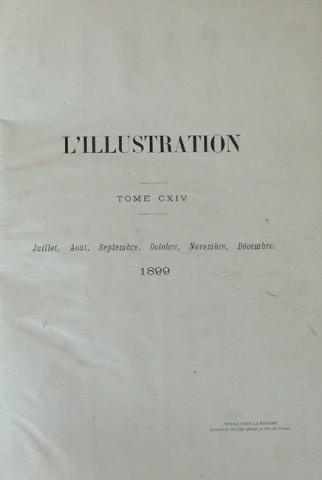 L'ILLUSTRATION
TOME CXIV
Juillet, Août, Septembre, Octobre, Novembre, Décembre.
1899